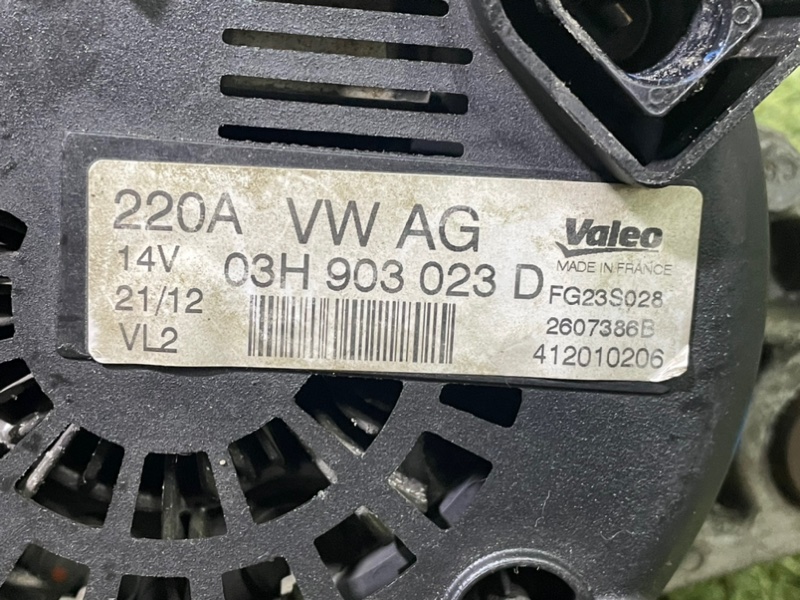 220A VW AG
14V 03H 903 023 D
21/12
VL2
Valeo
MADE IN FRANCE
FG23S028
2607386B
412010206